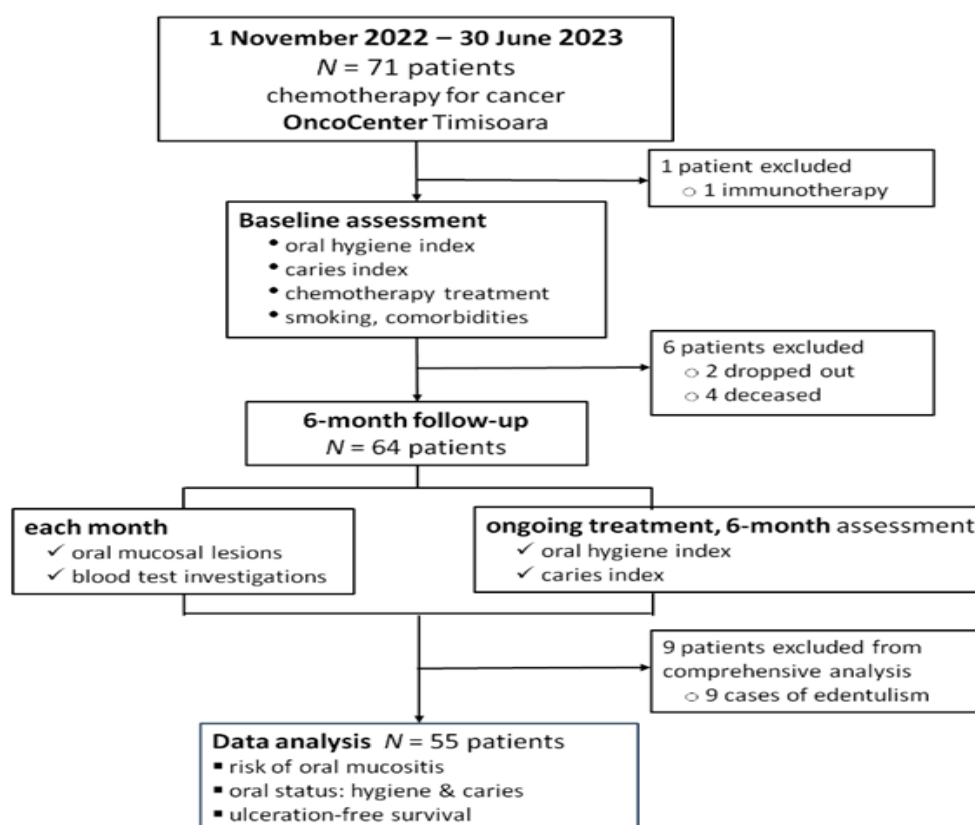 1 November 2022 – 30 June 2023
N = 71 patients
chemotherapy for cancer
OncoCenter Timisoara
1 patient excluded
○ 1 immunotherapy
Baseline assessment
• oral hygiene index
• caries index
• chemotherapy treatment
• smoking, comorbidities
6 patients excluded
○ 2 dropped out
○ 4 deceased
6-month follow-up
N = 64 patients
each month
✓ oral mucosal lesions
✓ blood test investigations
ongoing treatment, 6-month assessment
✓ oral hygiene index
✓ caries index
9 patients excluded from
comprehensive analysis
○ 9 cases of edentulism
Data analysis N = 55 patients
▪ risk of oral mucositis
▪ oral status: hygiene & caries
▪ ulceration-free survival